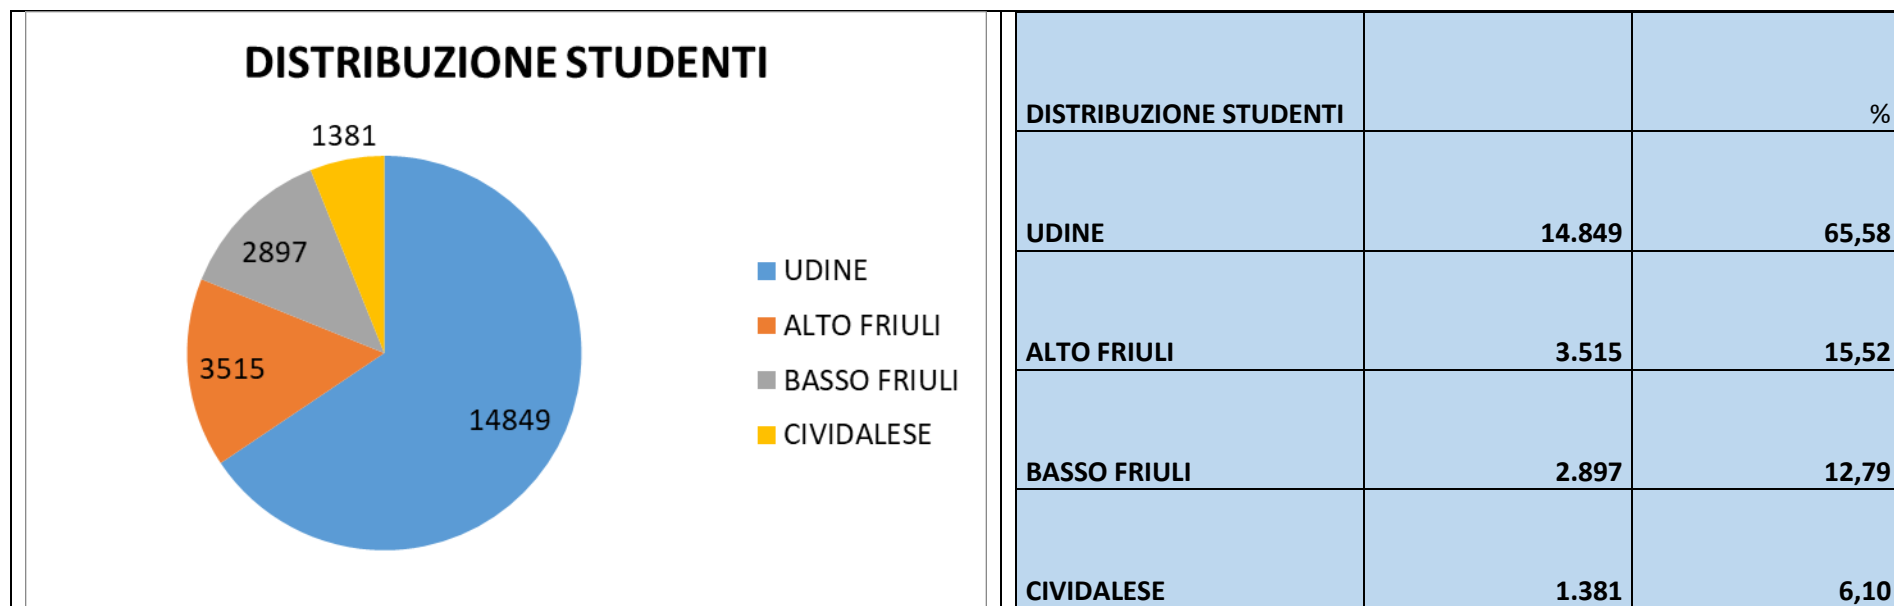 DISTRIBUZIONE STUDENTI
1381
2897
3515
14849
UDINE
ALTO FRIULI
BASSO FRIULI
CIVIDALESE
DISTRIBUZIONE STUDENTI %
UDINE 14.849 65,58
ALTO FRIULI 3.515 15,52
BASSO FRIULI 2.897 12,79
CIVIDALESE 1.381 6,10